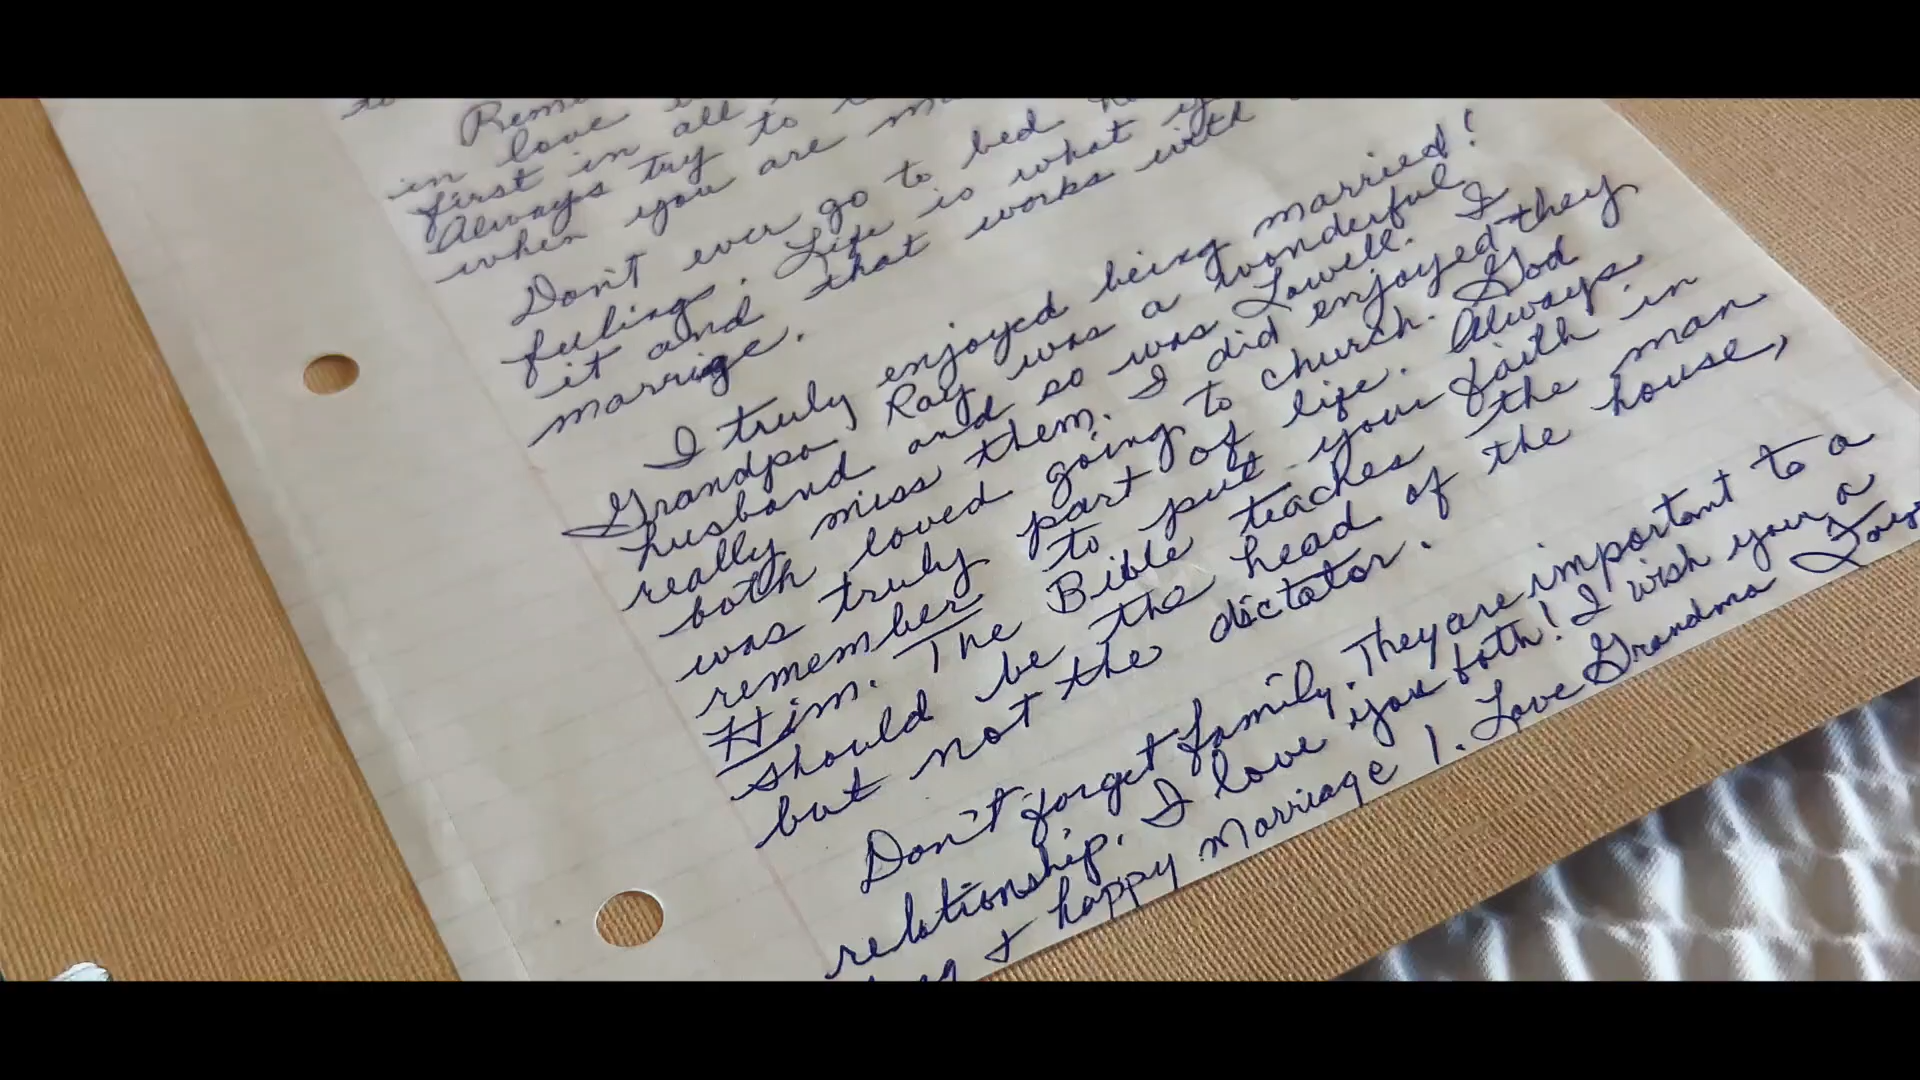 to
Rem
in love
first in all
Always try to
when you are m
Don't ever go to bed
feeling. Life is what
it and that works with
marrige.
I truly enjoyed being married!
Grandpa Ray was a wonderful
husband and so was Lowell. I
really miss them. I did enjoyed they
both loved going to church. God
was truly part of life. Always
remember to put your faith in
Him. The Bible teaches the man
should be the head of the house,
but not the dictator.
Don't forget family. They are important to a
relationship. I love you both! I wish you a
& happy Marriage! Love Grandma